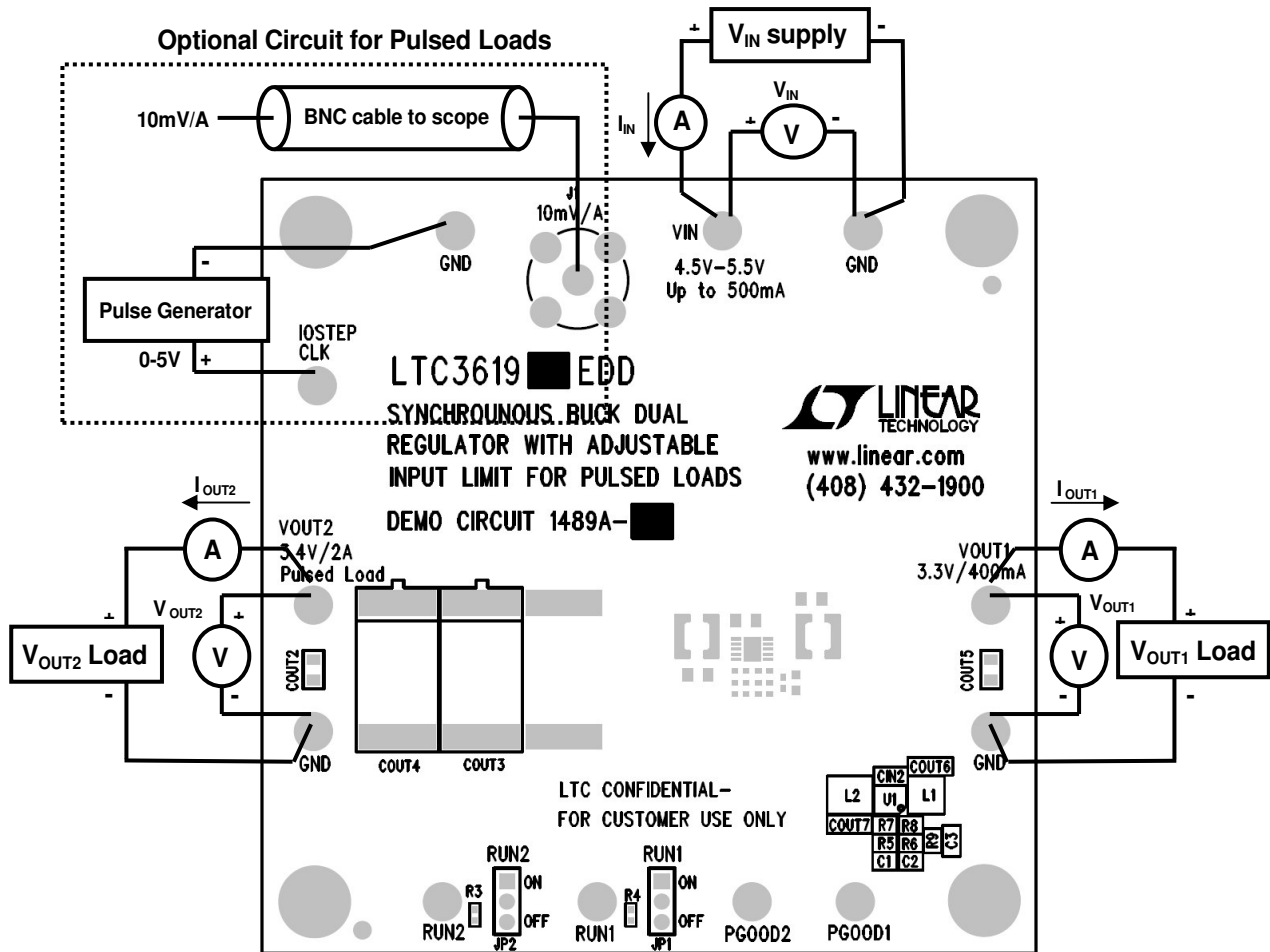 Optional Circuit for Pulsed Loads
10mV/A
BNC cable to scope
+ VIN supply -
VIN
IIN
A
+ V -
J1
10mV/A
VIN
GND
4.5V-5.5V
Up to 500mA
-
GND
Pulse Generator
0-5V +
IOSTEP
CLK
LTC3619 EDD
SYNCHROUNOUS BUCK DUAL
REGULATOR WITH ADJUSTABLE
INPUT LIMIT FOR PULSED LOADS
DEMO CIRCUIT 1489A-
LINEAR
TECHNOLOGY
www.linear.com
(408) 432-1900
IOUT2
A
VOUT2
3.4V/2A
Pulsed Load
VOUT2
+
V
-
+
VOUT2 Load
-
COUT2
GND
COUT4
COUT3
IOUT1
A
VOUT1
3.3V/400mA
VOUT1
+
V
-
+
VOUT1 Load
-
COUT5
GND
LTC CONFIDENTIAL-
FOR CUSTOMER USE ONLY
CIN2
COUT6
L2
U1
L1
COUT7
R7
R8
R5
R6
R9
C3
C1
C2
RUN2
ON
OFF
R3
RUN2
JP2
RUN1
ON
OFF
R4
RUN1
JP1
PGOOD2
PGOOD1